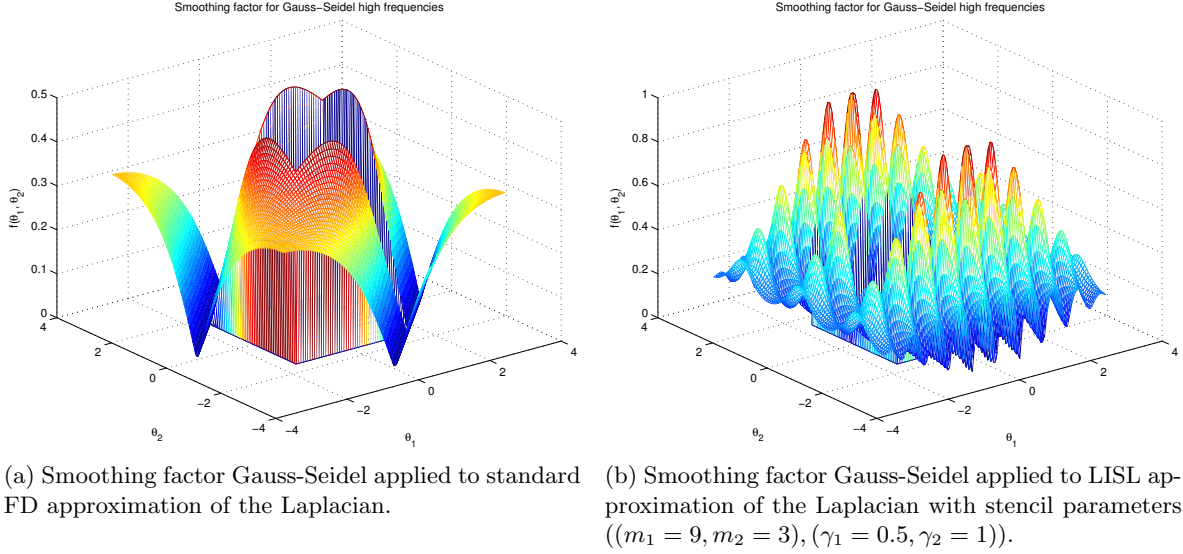 Smoothing factor for Gauss−Seidel high frequencies
0.5
0.4
0.3
0.2
0.1
0
f(θ1, θ2)
4
2
0
−2
−4
θ2
−4
−2
0
2
4
θ1
(a) Smoothing factor Gauss-Seidel applied to standard
FD approximation of the Laplacian.
Smoothing factor for Gauss−Seidel high frequencies
1
0.8
0.6
0.4
0.2
0
f(θ1, θ2)
4
2
0
−2
−4
θ2
−4
−2
0
2
4
θ1
(b) Smoothing factor Gauss-Seidel applied to LISL ap-
proximation of the Laplacian with stencil parameters
((m1 = 9, m2 = 3), (γ1 = 0.5, γ2 = 1)).